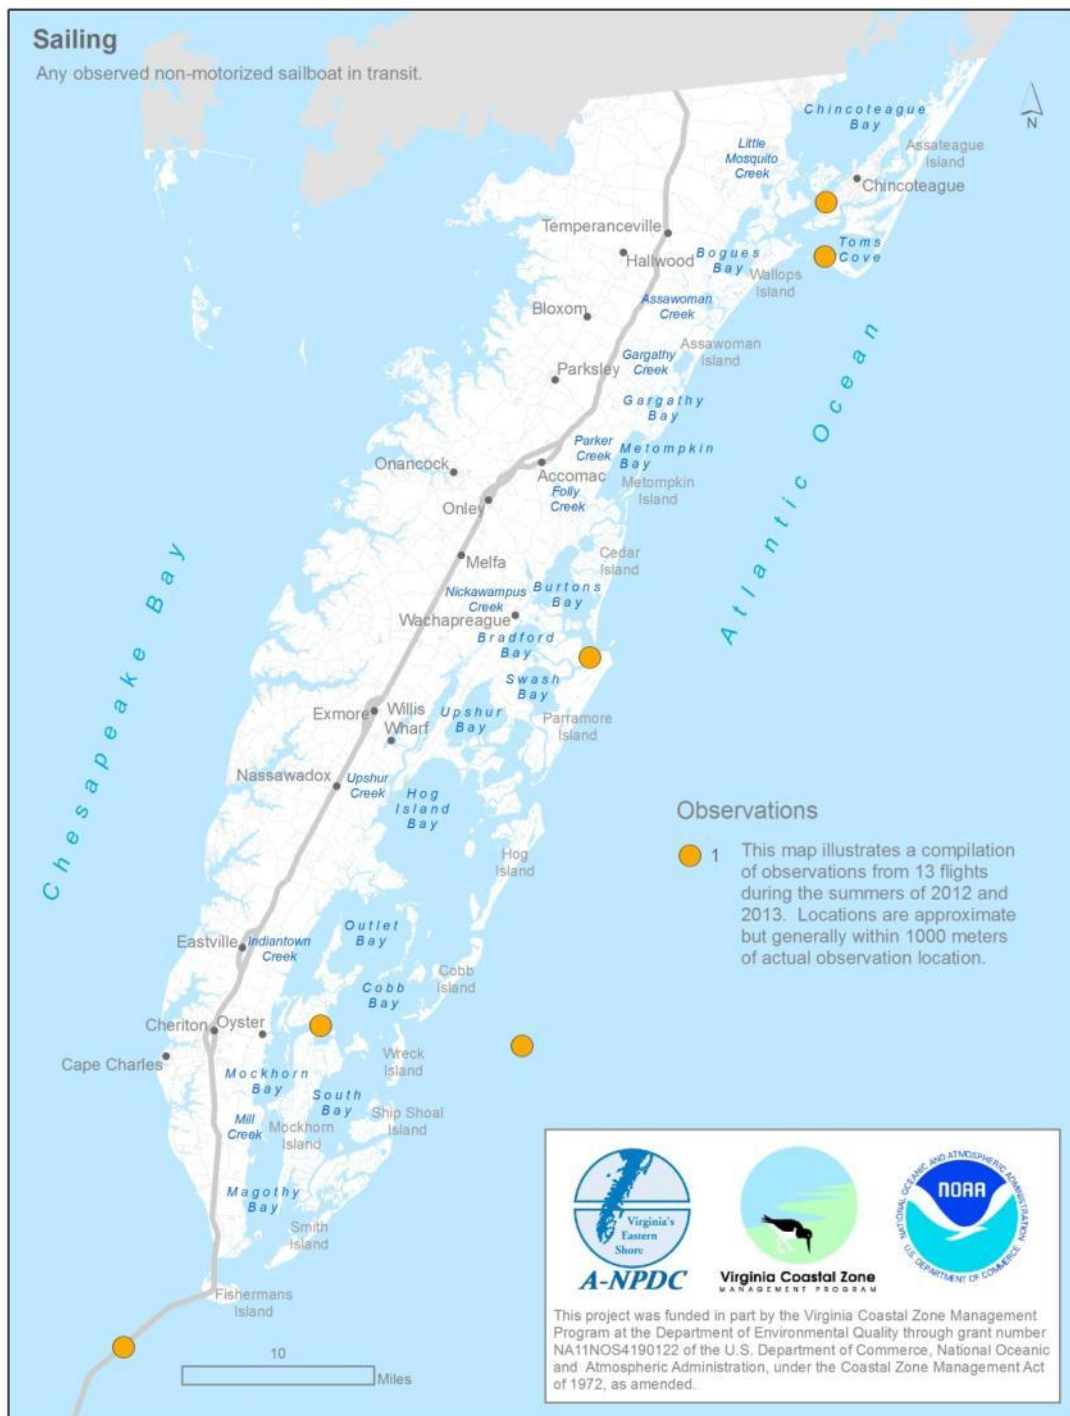 Sailing
Any observed non-motorized sailboat in transit.
N
Chincoteague
Bay
Assateague
Island
Little
Mosquito
Creek
Chincoteague
Temperanceville
Hallwood
Bogues
Bay
Toms
Cove
Wallops
Island
Bloxom
Assawoman
Creek
Assawoman
Island
Gargathy
Creek
Parksley
Gargathy
Bay
Atlantic Ocean
Parker
Creek
Metompkin
Bay
Onancock
Accomac
Metompkin
Island
Folly
Creek
Onley
Melfa
Cedar
Island
Chesapeake Bay
Nickawampus
Creek
Burtons
Bay
Wachapreague
Bradford
Bay
Swash
Bay
Exmore
Willis
Wharf
Upshur
Bay
Parramore
Island
Nassawadox
Upshur
Creek
Hog
Island
Bay
Hog
Island
Observations
1
This map illustrates a compilation
of observations from 13 flights
during the summers of 2012 and
2013. Locations are approximate
but generally within 1000 meters
of actual observation location.
Eastville
Indiantown
Creek
Outlet
Bay
Cobb
Bay
Cobb
Island
Cheriton
Oyster
Cape Charles
Wreck
Island
Mockhorn
Bay
South
Bay
Ship Shoal
Island
Mill
Creek
Mockhorn
Island
Magothy
Bay
Smith
Island
Fishermans
Island
10
Miles
Virginia's
Eastern
Shore
A-NPDC
Virginia Coastal Zone
MANAGEMENT PROGRAM
NATIONAL OCEANIC AND ATMOSPHERIC ADMINISTRATION
NOAA
U.S. DEPARTMENT OF COMMERCE
This project was funded in part by the Virginia Coastal Zone Management
Program at the Department of Environmental Quality through grant number
NA11NOS4190122 of the U.S. Department of Commerce, National Oceanic
and Atmospheric Administration, under the Coastal Zone Management Act
of 1972, as amended.